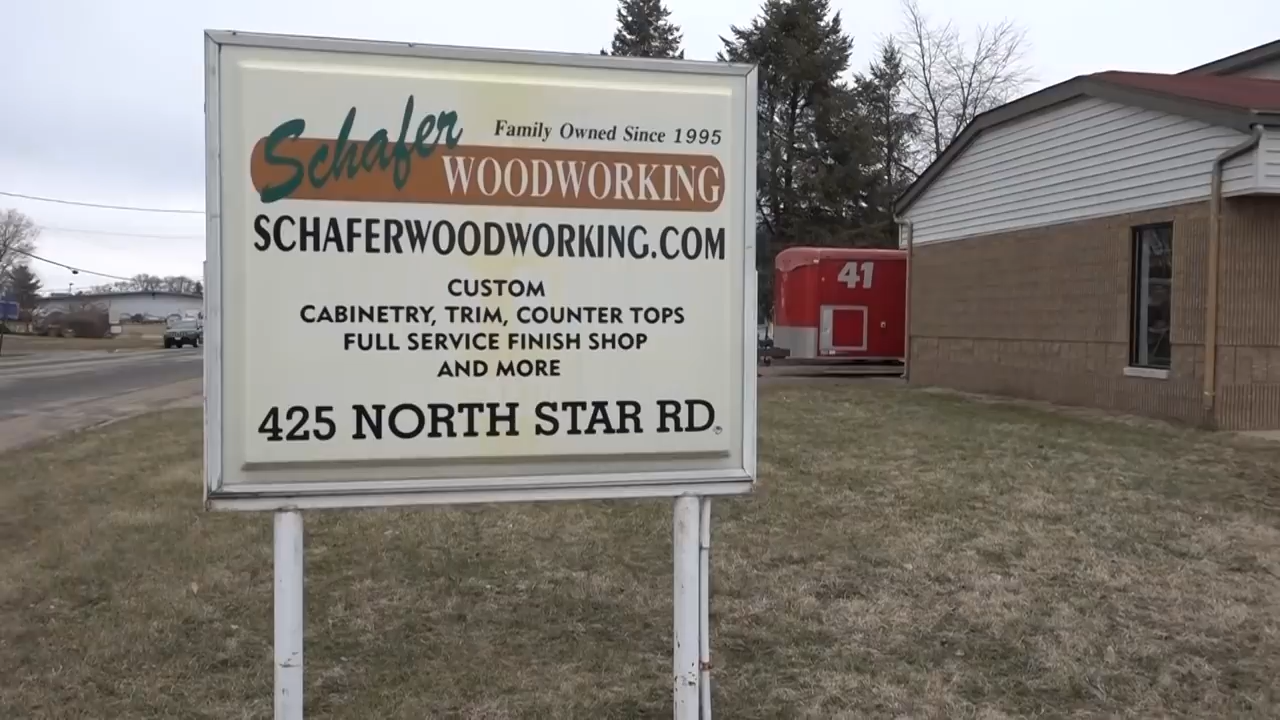 Family Owned Since 1995
Schafer WOODWORKING
SCHAFERWOODWORKING.COM
CUSTOM
CABINETRY, TRIM, COUNTER TOPS
FULL SERVICE FINISH SHOP
AND MORE
425 NORTH STAR RD.
41